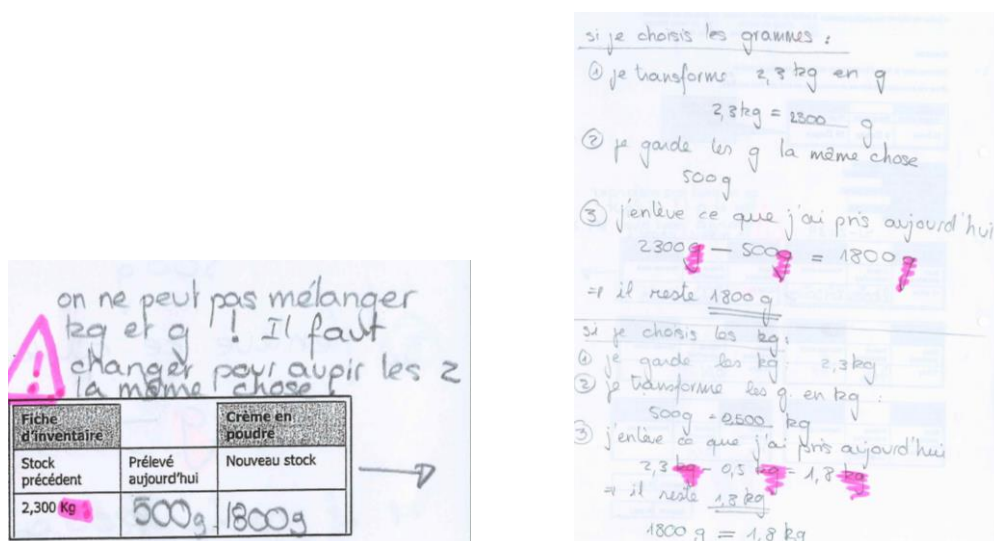 on ne peut pas mélanger
kg et g ! Il faut
changer pour avoir les 2
la même chose !
Fiche d'inventaire
Crème en poudre
Stock précédent
Prélevé aujourd'hui
Nouveau stock
2,300 Kg
500g
1800g
si je choisis les grammes :
① je transforme 2,3 kg en g
2,3 kg = 2300 g
② je garde les g la même chose
500 g
③ j'enlève ce que j'ai pris aujourd'hui
2300 g – 500 g = 1800 g
⇒ il reste 1800 g
si je choisis les kg :
① je garde les kg : 2,3 kg
② je transforme les g en kg :
500g = 0,500 kg
③ j'enlève ce que j'ai pris aujourd'hui
2,3 kg – 0,5 kg = 1,8 kg
⇒ il reste 1,8 kg
1800 g = 1,8 kg